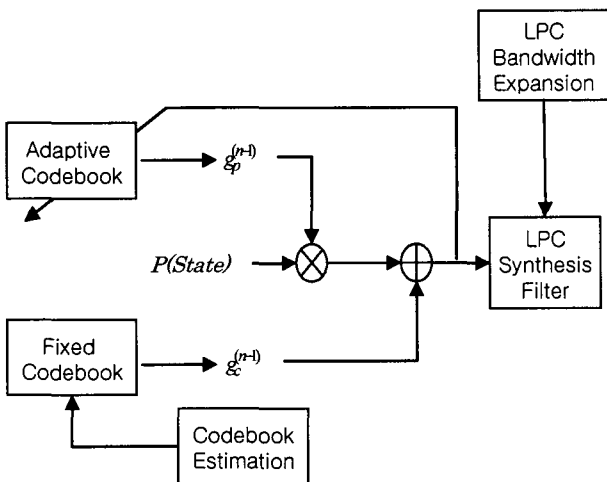 LPC
Bandwidth
Expansion
Adaptive
Codebook
g_p^{(n-1)}
P(State)
LPC
Synthesis
Filter
Fixed
Codebook
g_c^{(n-1)}
Codebook
Estimation